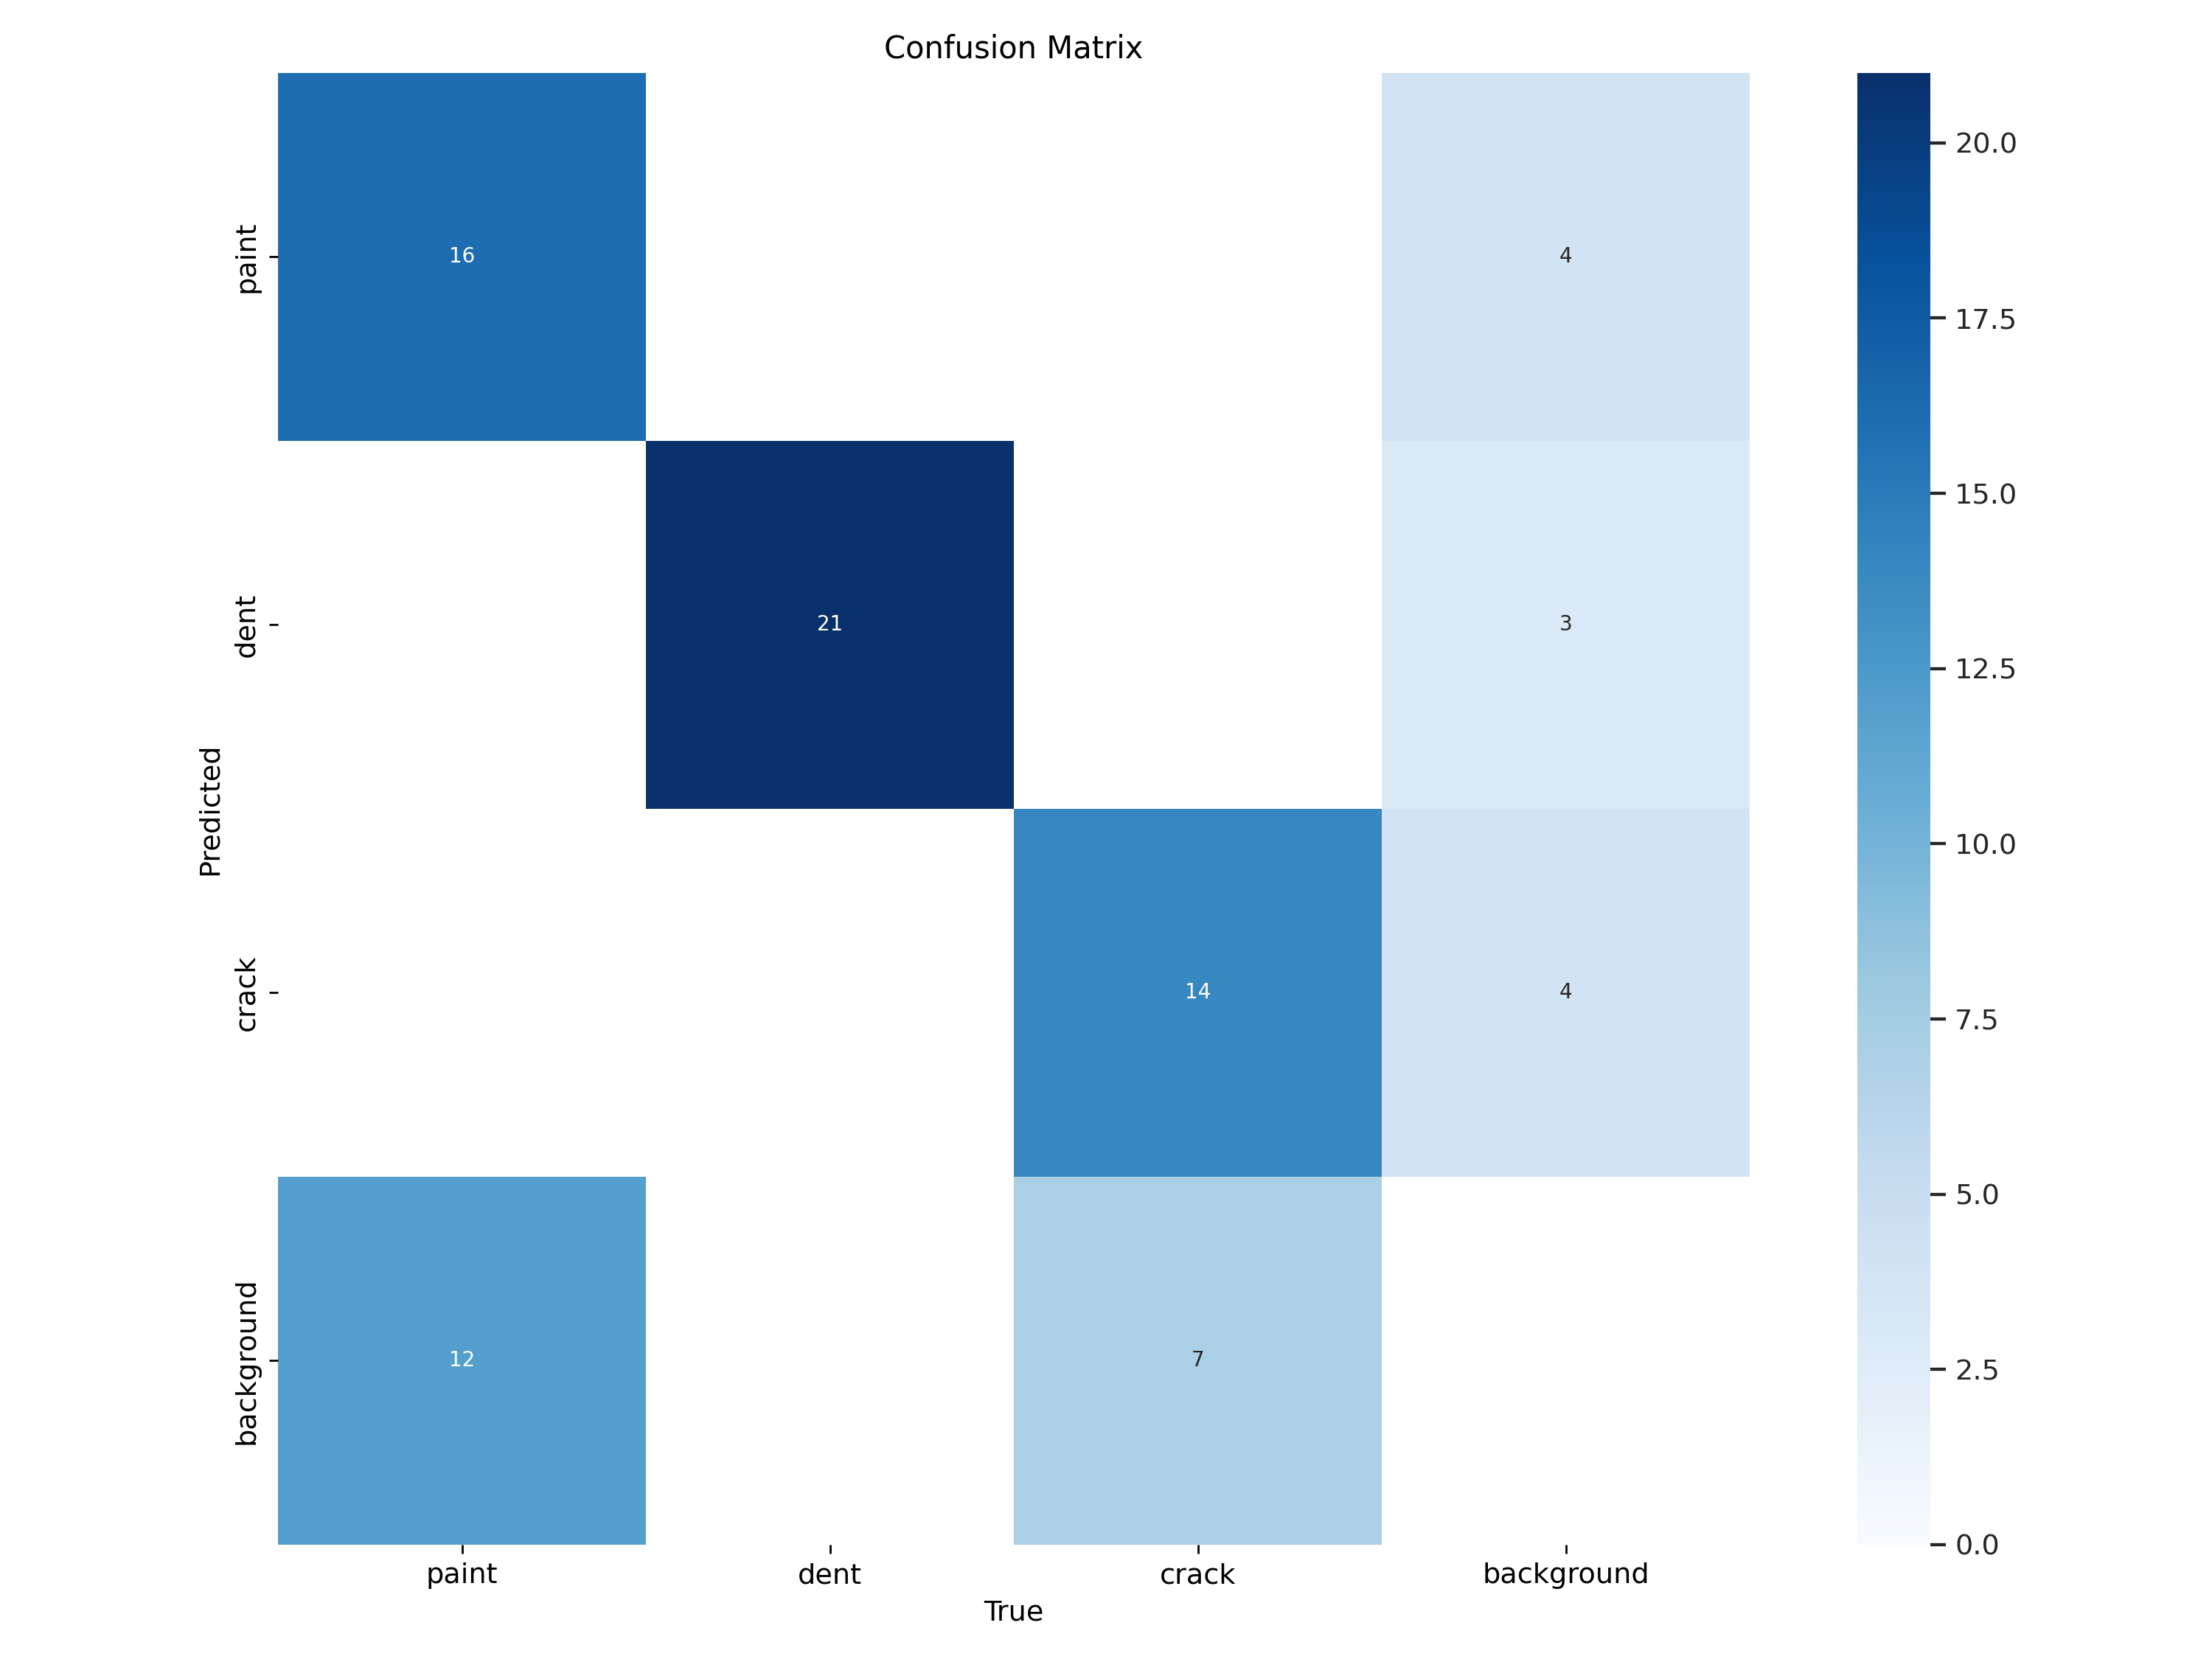 Confusion Matrix
paint
dent
crack
background
Predicted
16
4
21
3
14
4
12
7
paint
dent
crack
background
True
20.0
17.5
15.0
12.5
10.0
7.5
5.0
2.5
0.0